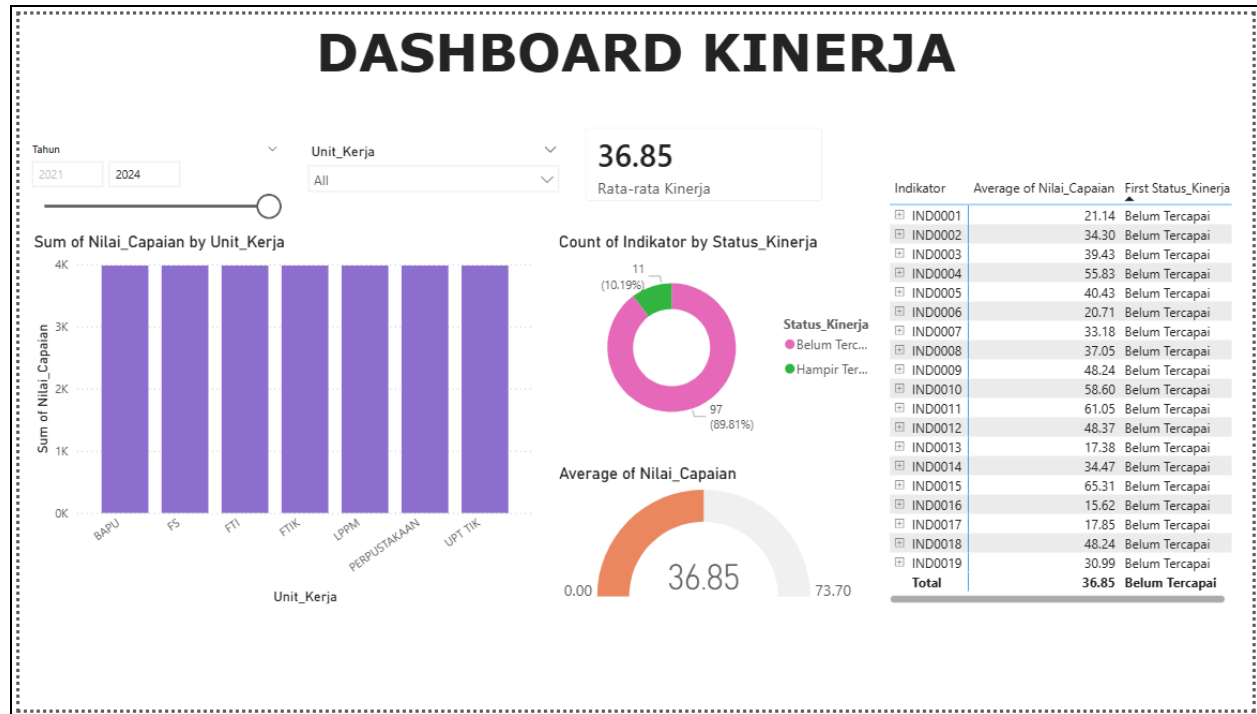 DASHBOARD KINERJA
Tahun
2021
2024
Unit_Kerja
All
36.85
Rata-rata Kinerja
Sum of Nilai_Capaian by Unit_Kerja
Sum of Nilai_Capaian
4K
3K
2K
1K
0K
BAPU
FS
FTI
FTIK
LPPM
PERPUSTAKAAN
UPT TIK
Unit_Kerja
Count of Indikator by Status_Kinerja
11
(10.19%)
97
(89.81%)
Status_Kinerja
Belum Terc...
Hampir Ter...
Average of Nilai_Capaian
0.00
36.85
73.70
Indikator Average of Nilai_Capaian First Status_Kinerja
IND0001 21.14 Belum Tercapai
IND0002 34.30 Belum Tercapai
IND0003 39.43 Belum Tercapai
IND0004 55.83 Belum Tercapai
IND0005 40.43 Belum Tercapai
IND0006 20.71 Belum Tercapai
IND0007 33.18 Belum Tercapai
IND0008 37.05 Belum Tercapai
IND0009 48.24 Belum Tercapai
IND0010 58.60 Belum Tercapai
IND0011 61.05 Belum Tercapai
IND0012 48.37 Belum Tercapai
IND0013 17.38 Belum Tercapai
IND0014 34.47 Belum Tercapai
IND0015 65.31 Belum Tercapai
IND0016 15.62 Belum Tercapai
IND0017 17.85 Belum Tercapai
IND0018 48.24 Belum Tercapai
IND0019 30.99 Belum Tercapai
Total 36.85 Belum Tercapai